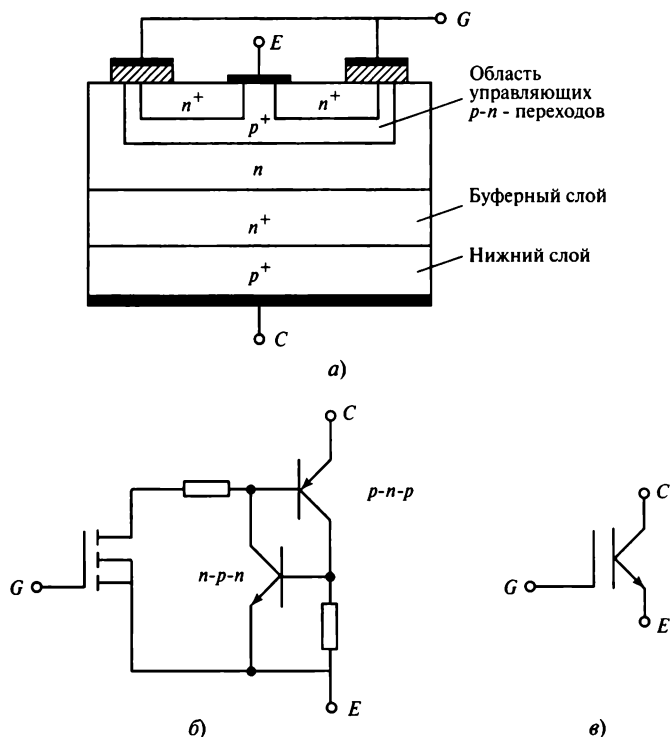 G
E
Область
управляющих
p-n - переходов
n⁺ n⁺
p⁺
n
Буферный слой
n⁺
Нижний слой
p⁺
C
а)
C
p-n-p
C
n-p-n
G
G
E
E
б)
в)